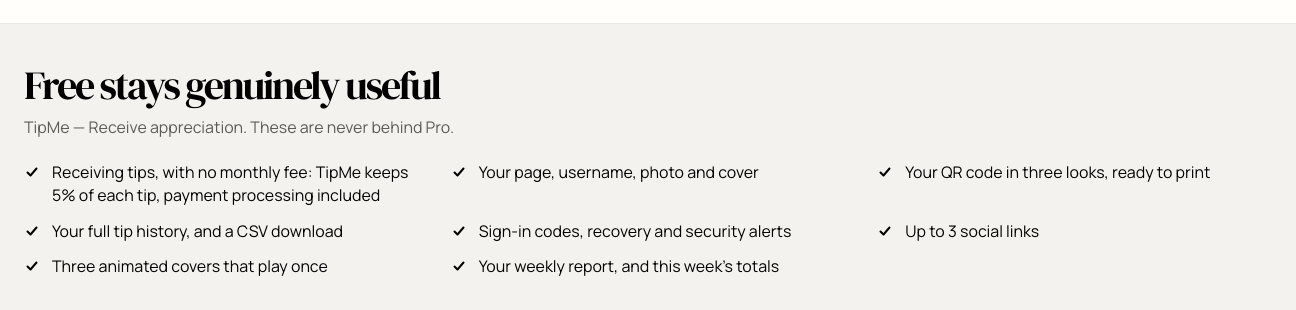 Free stays genuinely useful
TipMe — Receive appreciation. These are never behind Pro.
Receiving tips, with no monthly fee: TipMe keeps
5% of each tip, payment processing included
Your page, username, photo and cover
Your QR code in three looks, ready to print
Your full tip history, and a CSV download
Sign-in codes, recovery and security alerts
Up to 3 social links
Three animated covers that play once
Your weekly report, and this week’s totals